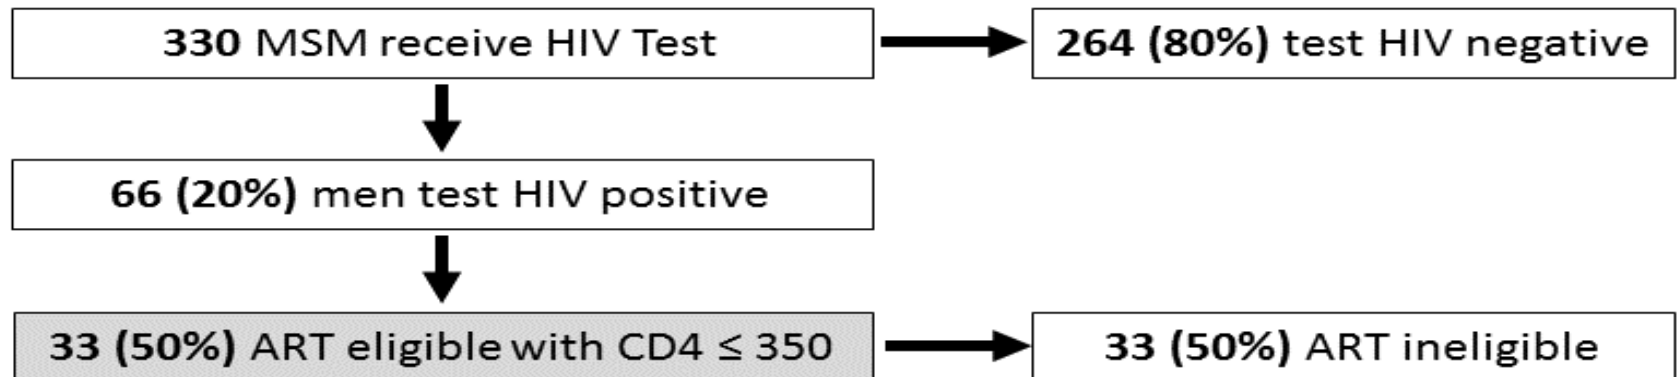 330 MSM receive HIV Test
264 (80%) test HIV negative
66 (20%) men test HIV positive
33 (50%) ART eligible with CD4 ≤ 350
33 (50%) ART ineligible